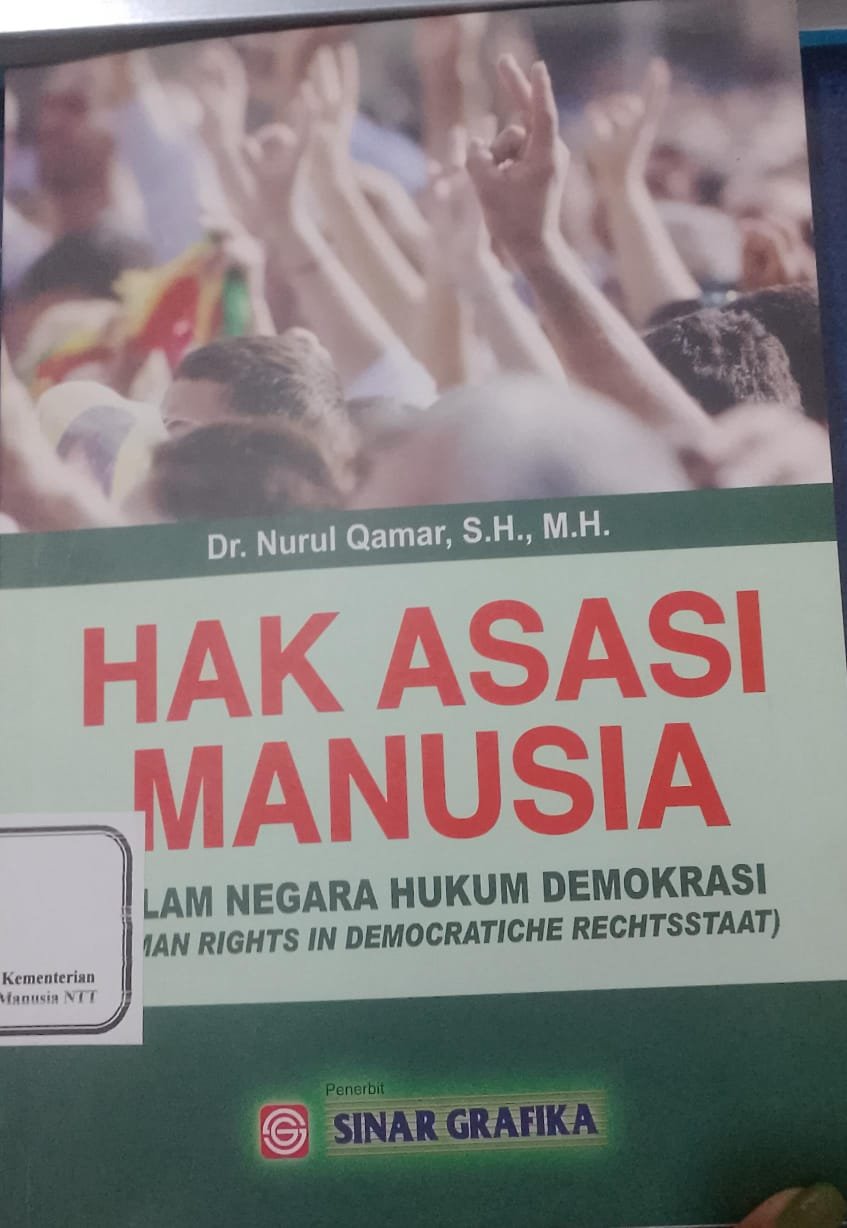 Dr. Nurul Qamar, S.H., M.H.
HAK ASASI
MANUSIA
LAM NEGARA HUKUM DEMOKRASI
MAN RIGHTS IN DEMOCRATICHE RECHTSSTAAT)
Kementerian
Manusia NTT
Penerbit
SINAR GRAFIKA